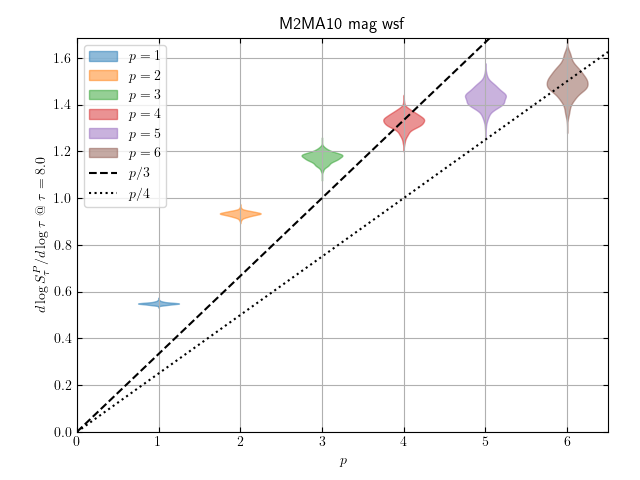 M2MA10 mag wsf
d log S_τ^P / d log τ @ τ = 8.0
1.6
1.4
1.2
1.0
0.8
0.6
0.4
0.2
0.0
p = 1
p = 2
p = 3
p = 4
p = 5
p = 6
p/3
p/4
0 1 2 3 4 5 6
p